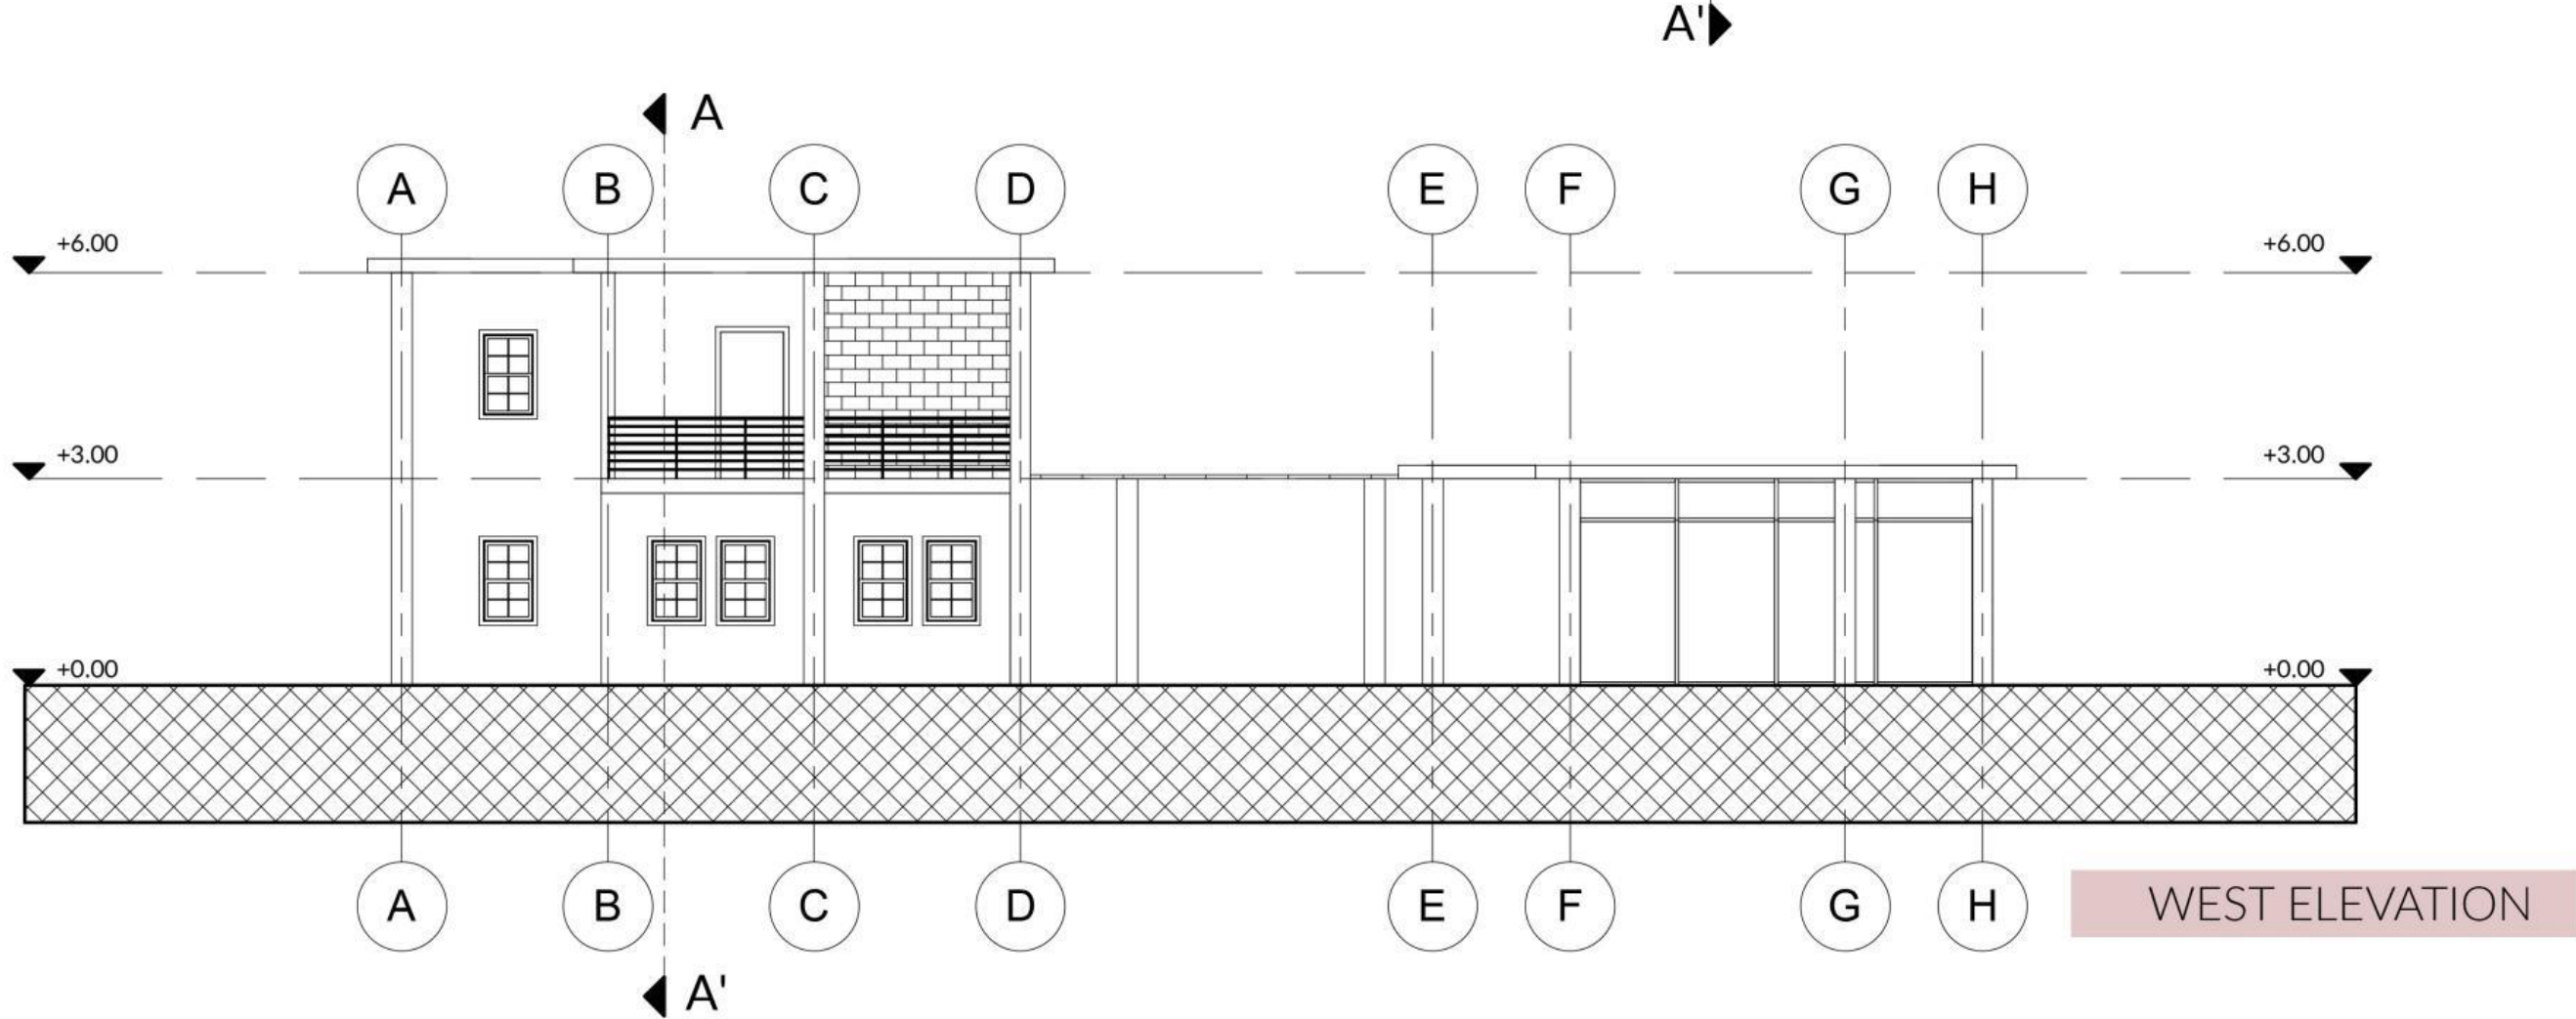 A'
A
A B C D E F G H
+6.00 +6.00
+3.00 +3.00
+0.00 +0.00
A B C D E F G H
WEST ELEVATION
A'